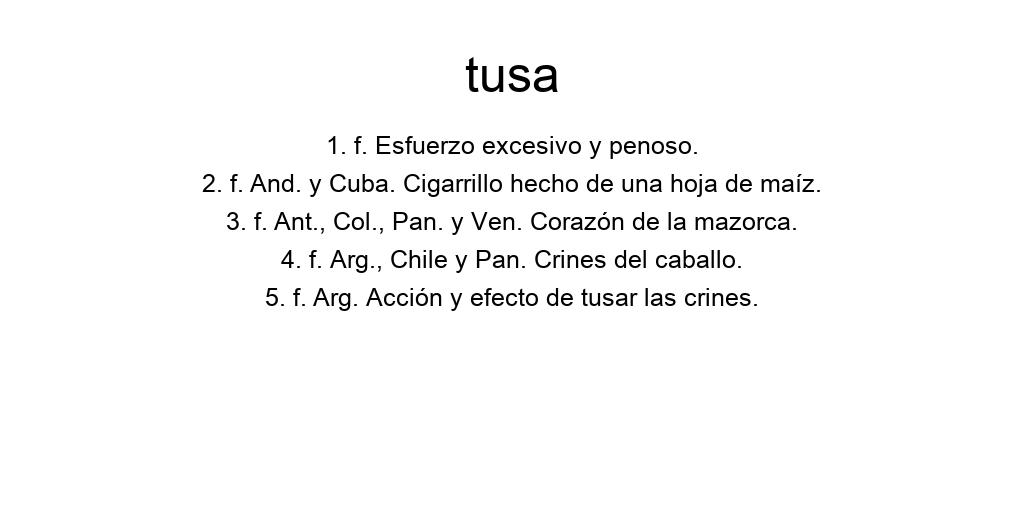 tusa
1. f. Esfuerzo excesivo y penoso.
2. f. And. y Cuba. Cigarrillo hecho de una hoja de maíz.
3. f. Ant., Col., Pan. y Ven. Corazón de la mazorca.
4. f. Arg., Chile y Pan. Crines del caballo.
5. f. Arg. Acción y efecto de tusar las crines.